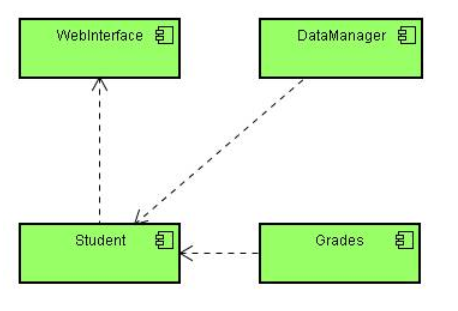 WebInterface
DataManager
Student
Grades